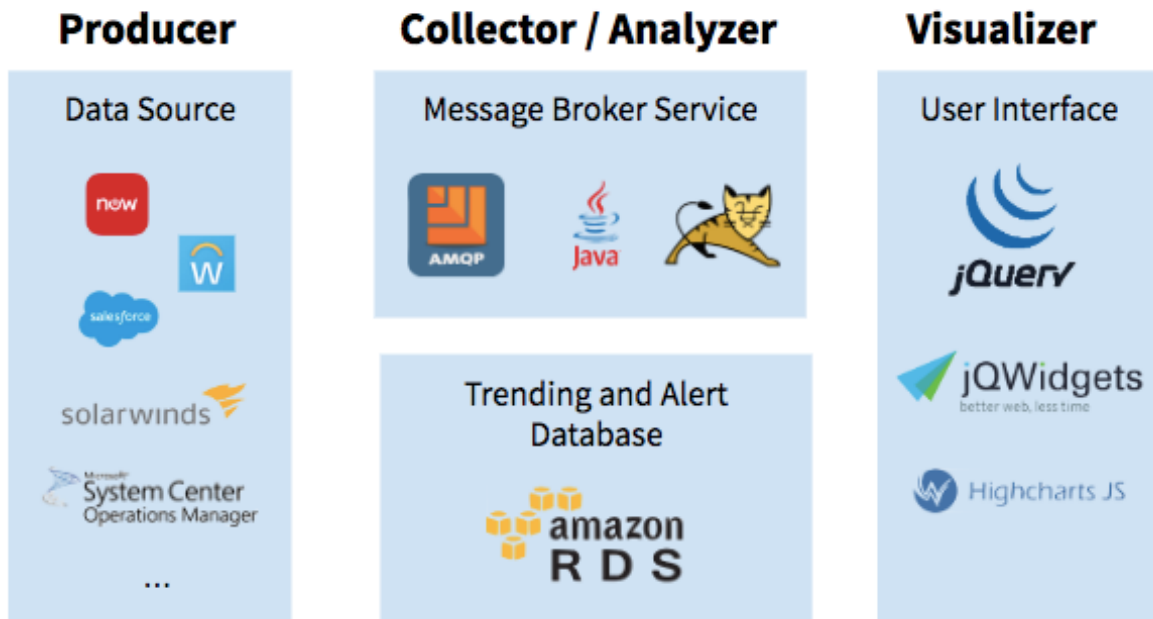 Producer
Collector / Analyzer
Visualizer
Data Source
now
W
salesforce
solarwinds
Microsoft
System Center
Operations Manager
...
Message Broker Service
AMQP
Java
Trending and Alert
Database
amazon
RDS
User Interface
jQuery
jQWidgets
better web, less time
Highcharts JS